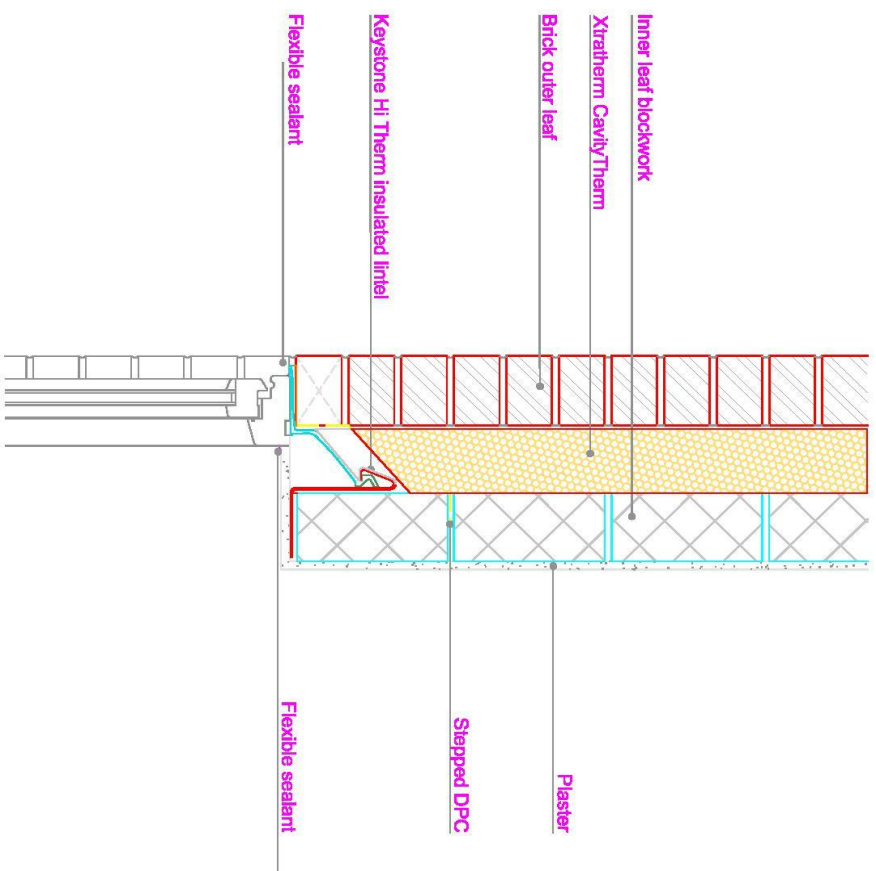 Inner leaf blockwork
Xtratherm CavityTherm
Brick outer leaf
Keystone Hi Therm insulated lintel
Flexible sealant
Plaster
Stepped DPC
Flexible sealant